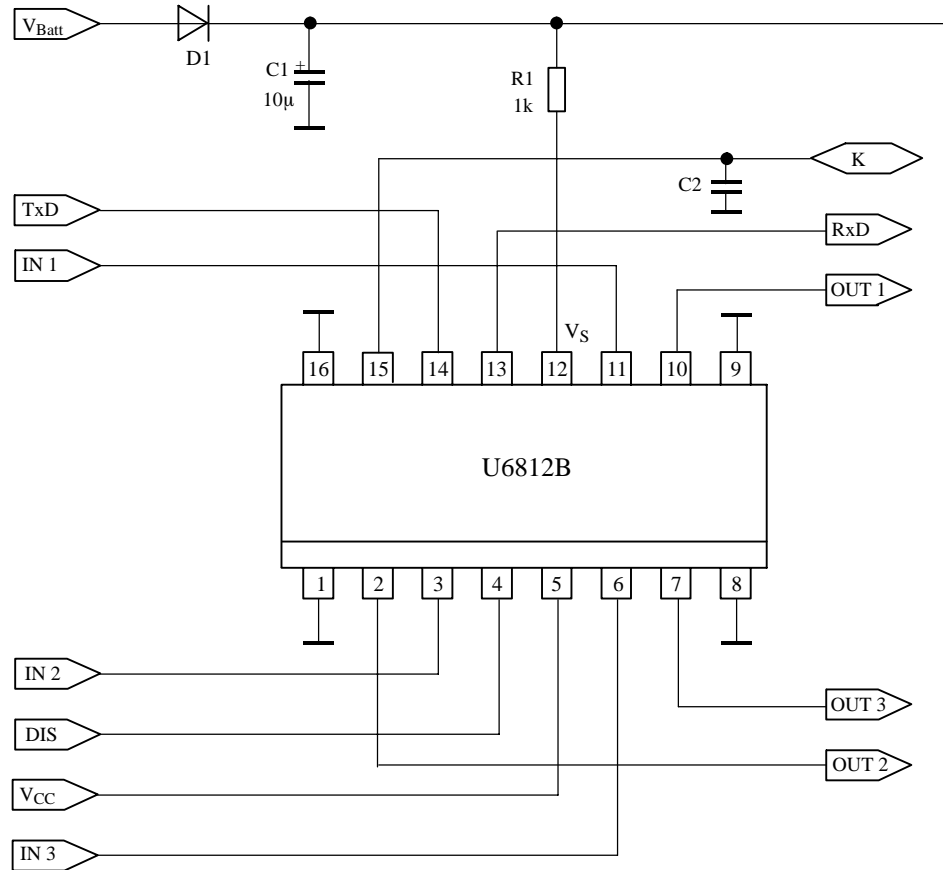 VBatt
D1
C1 +
10µ
R1
1k
K
C2
TxD
RxD
IN 1
OUT 1
VS
16 15 14 13 12 11 10 9
U6812B
1 2 3 4 5 6 7 8
IN 2
OUT 3
DIS
OUT 2
VCC
IN 3